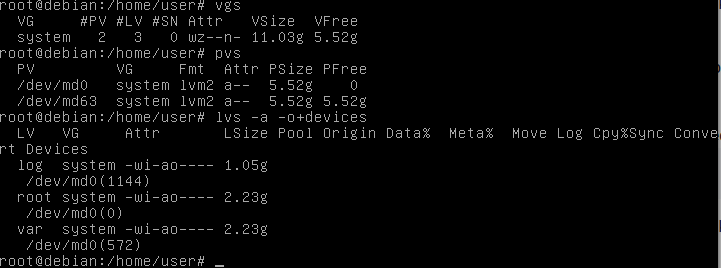 root@debian:/home/user# vgs
  VG     #PV #LV #SN Attr   VSize  VFree
  system   2   3   0 wz--n- 11.03g 5.52g
root@debian:/home/user# pvs
  PV         VG     Fmt  Attr PSize PFree
  /dev/md0   system lvm2 a--  5.52g    0
  /dev/md63  system lvm2 a--  5.52g 5.52g
root@debian:/home/user# lvs -a -o+devices
  LV   VG     Attr       LSize Pool Origin Data%  Meta%  Move Log Cpy%Sync Conve
rt Devices
  log  system -wi-ao---- 1.05g
   /dev/md0(1144)
  root system -wi-ao---- 2.23g
   /dev/md0(0)
  var  system -wi-ao---- 2.23g
   /dev/md0(572)
root@debian:/home/user# _